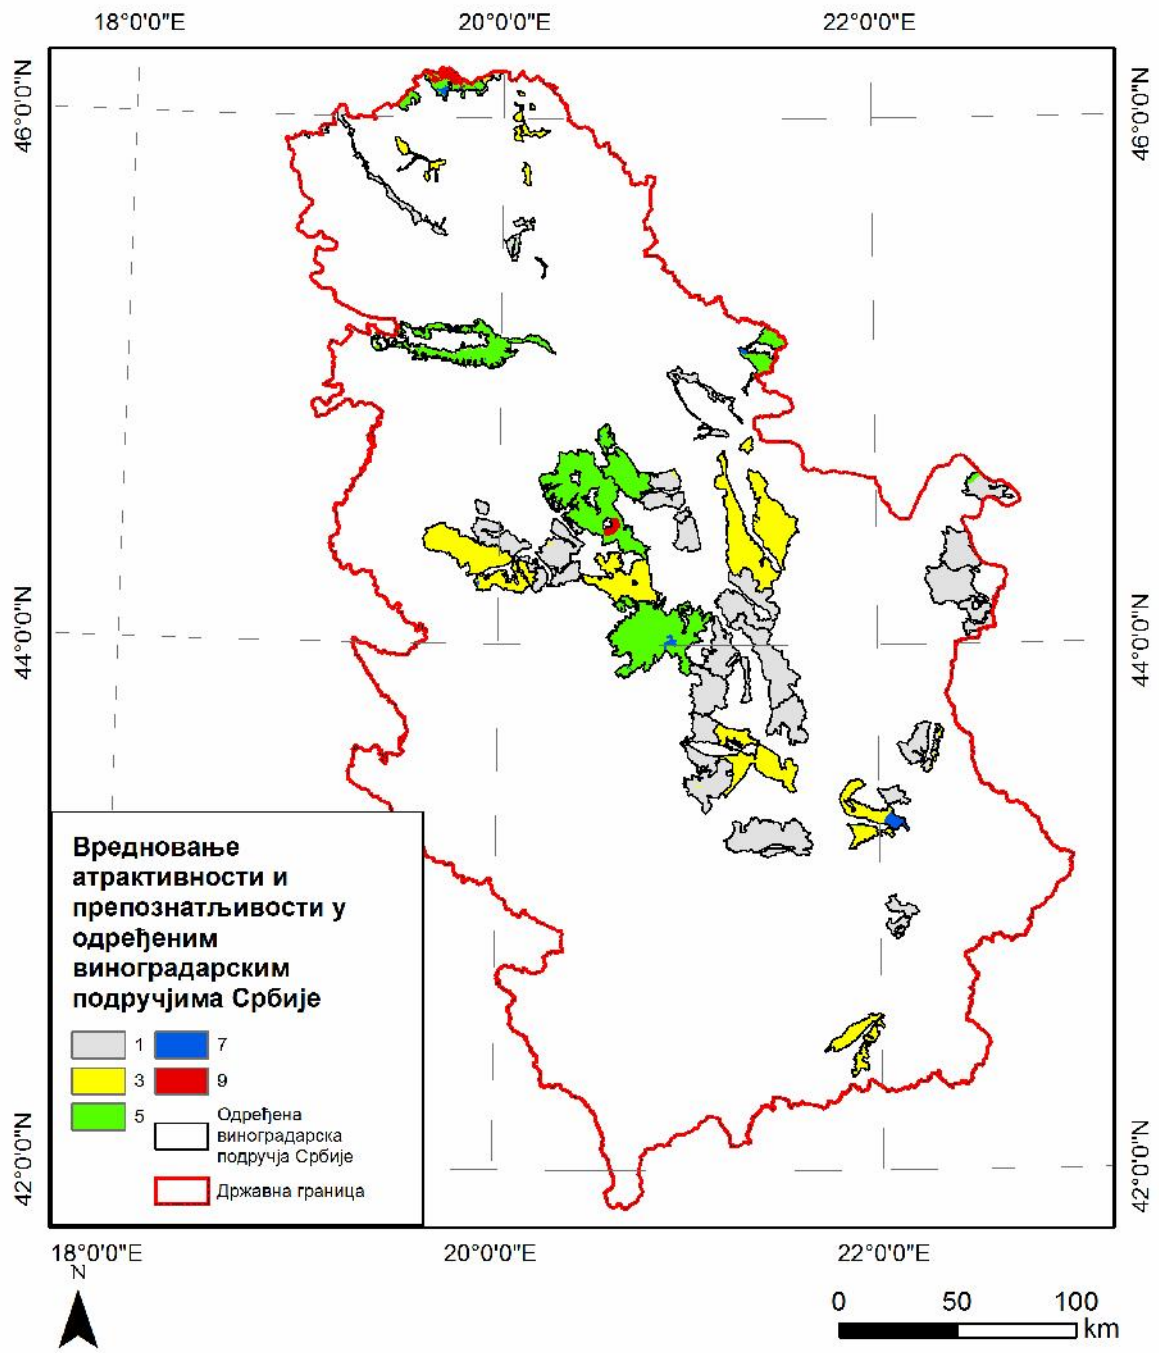 18°0'0"E 20°0'0"E 22°0'0"E
46°0'0"N 46°0'0"N
44°0'0"N 44°0'0"N
Вредновање
атрактивности и
препознатљивости у
одређеним
виноградарским
подручјима Србије
1 7
3 9
5
Одређена
виноградарска
подручја Србије
Државна граница
42°0'0"N 42°0'0"N
18°0'0"E 20°0'0"E 22°0'0"E
N
0 50 100
km